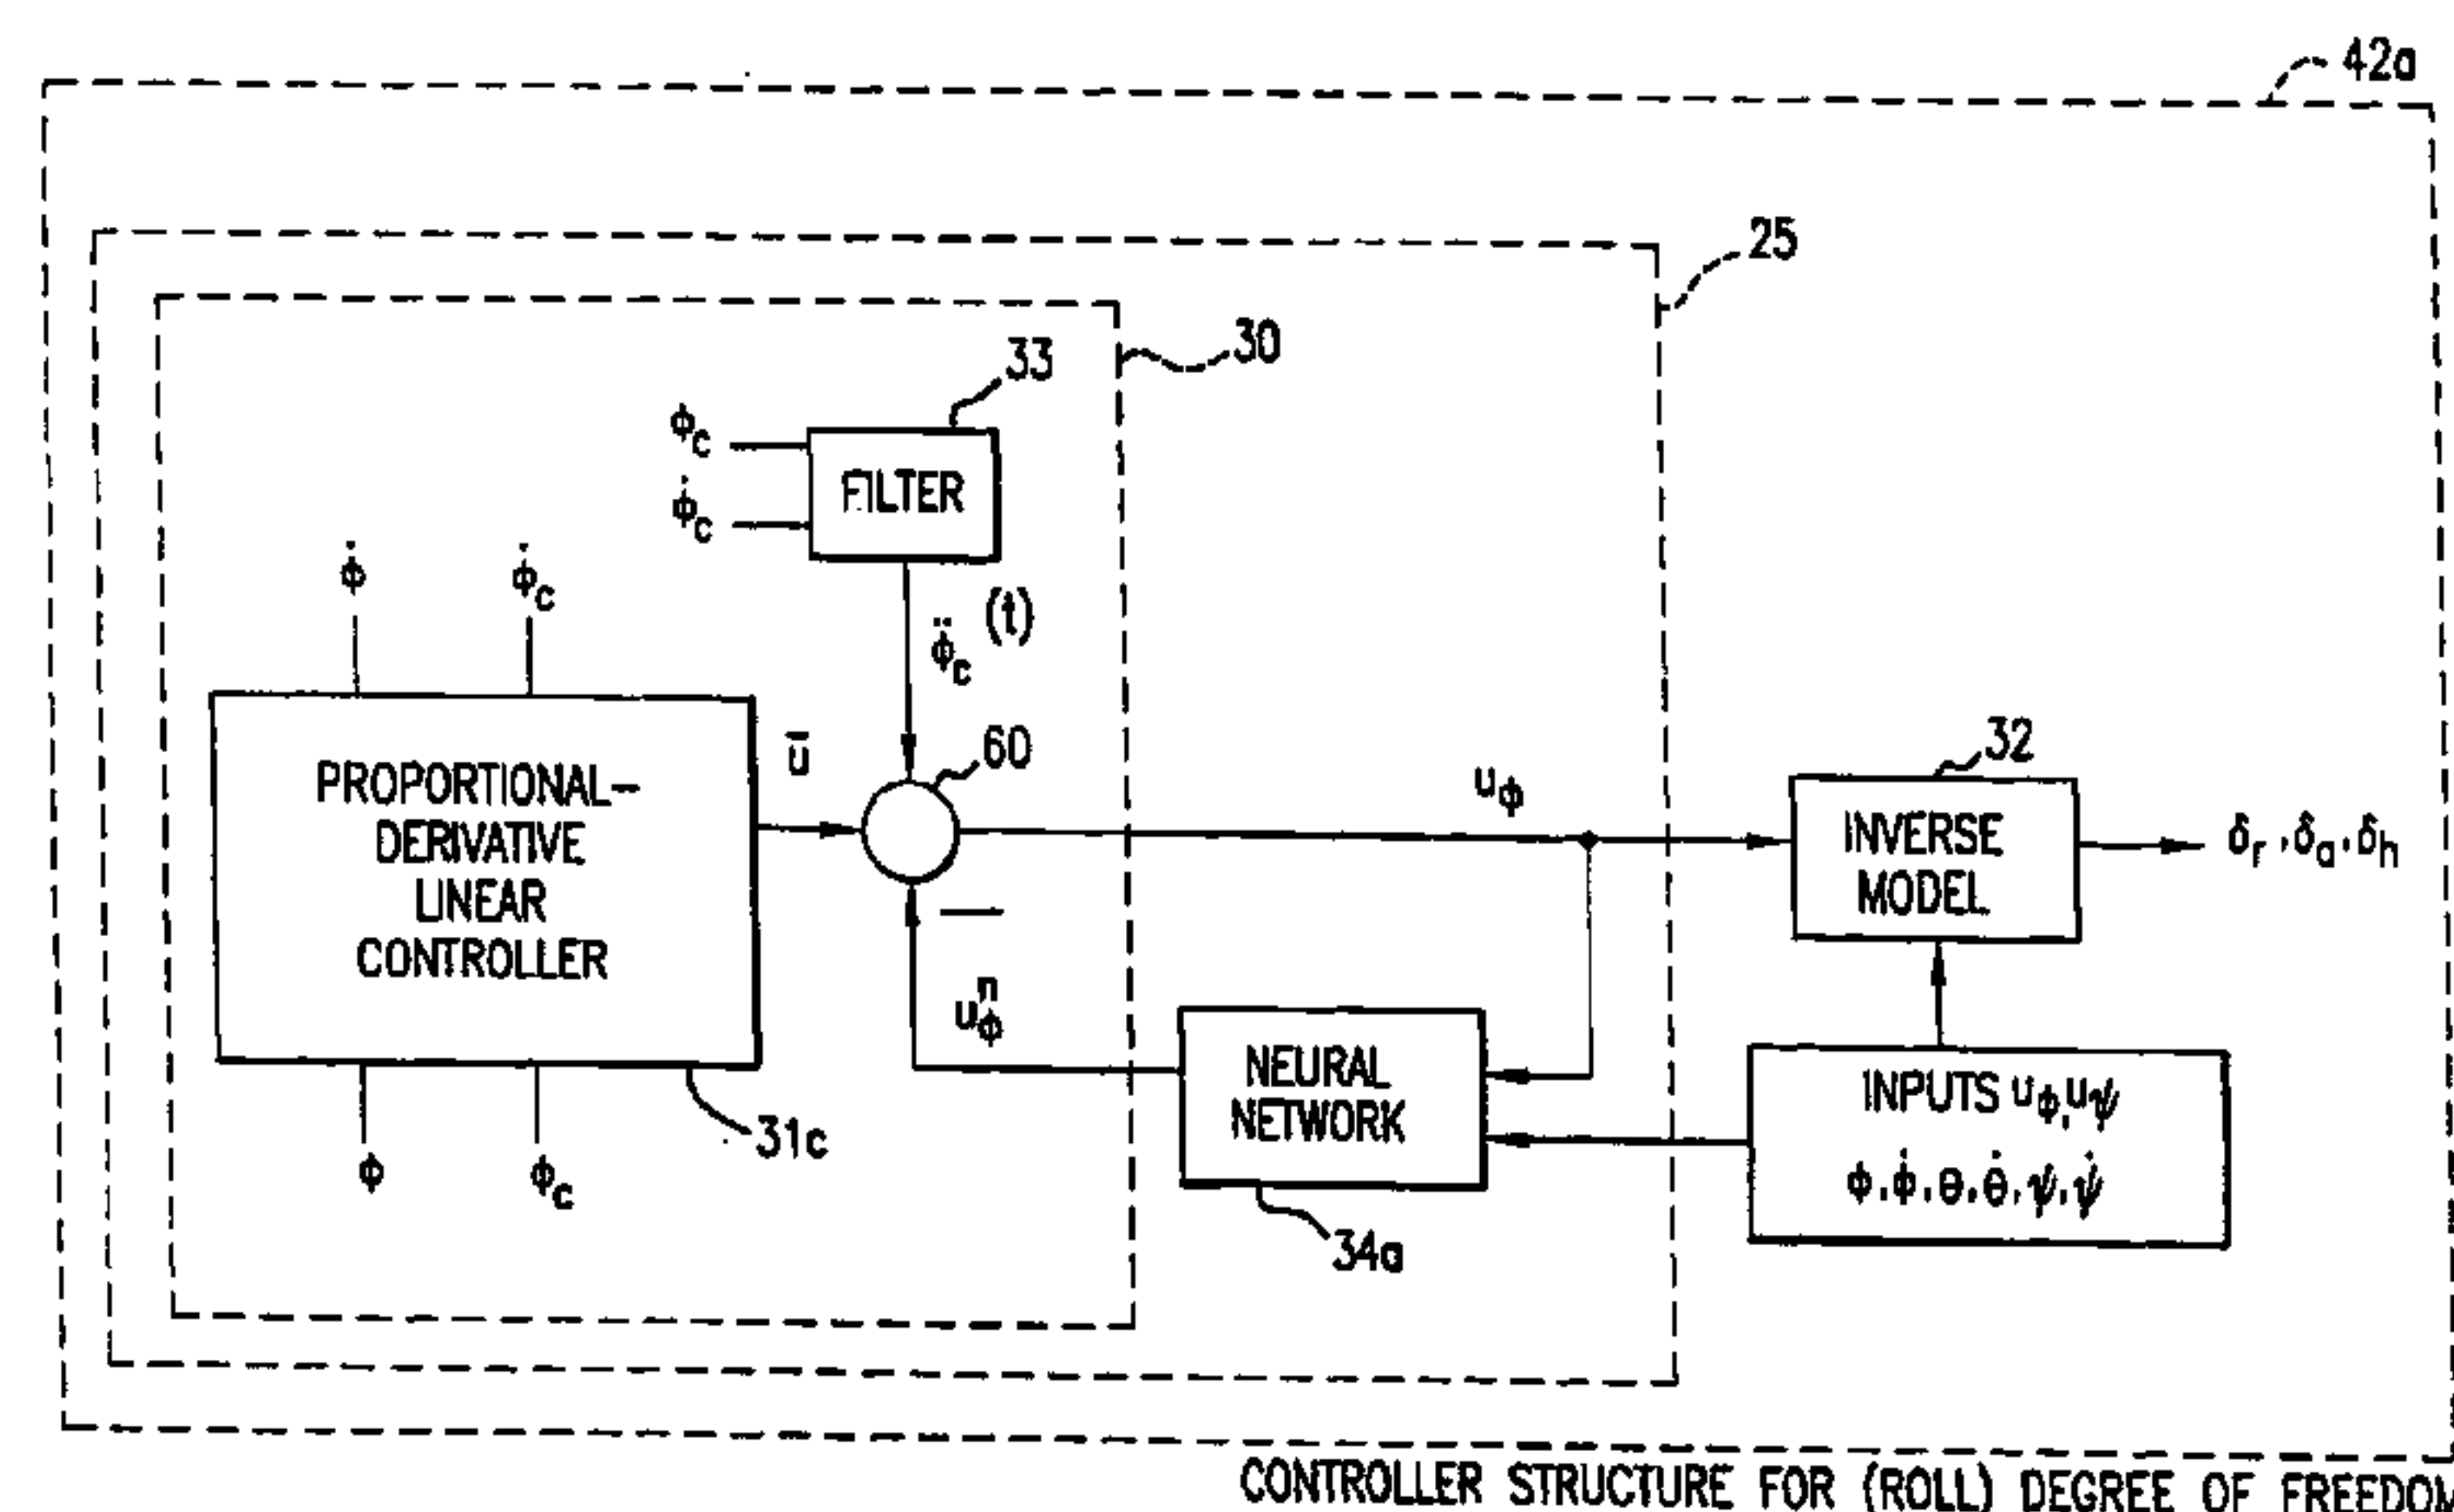 42a
25
30
33
ϕc
FILTER
ϕ̇c
ϕ̇
ϕ̇c
(t)
ϕ̈c
PROPORTIONAL-
DERIVATIVE
LINEAR
CONTROLLER
ū
60
uϕ
32
INVERSE
MODEL
δr,δa,δh
uϕn
NEURAL
NETWORK
INPUTS uϕ,uψ
ϕ,ϕ̇,θ,θ̇,ψ,ψ̇
31c
ϕ
ϕc
34a
CONTROLLER STRUCTURE FOR (ROLL) DEGREE OF FREEDOM